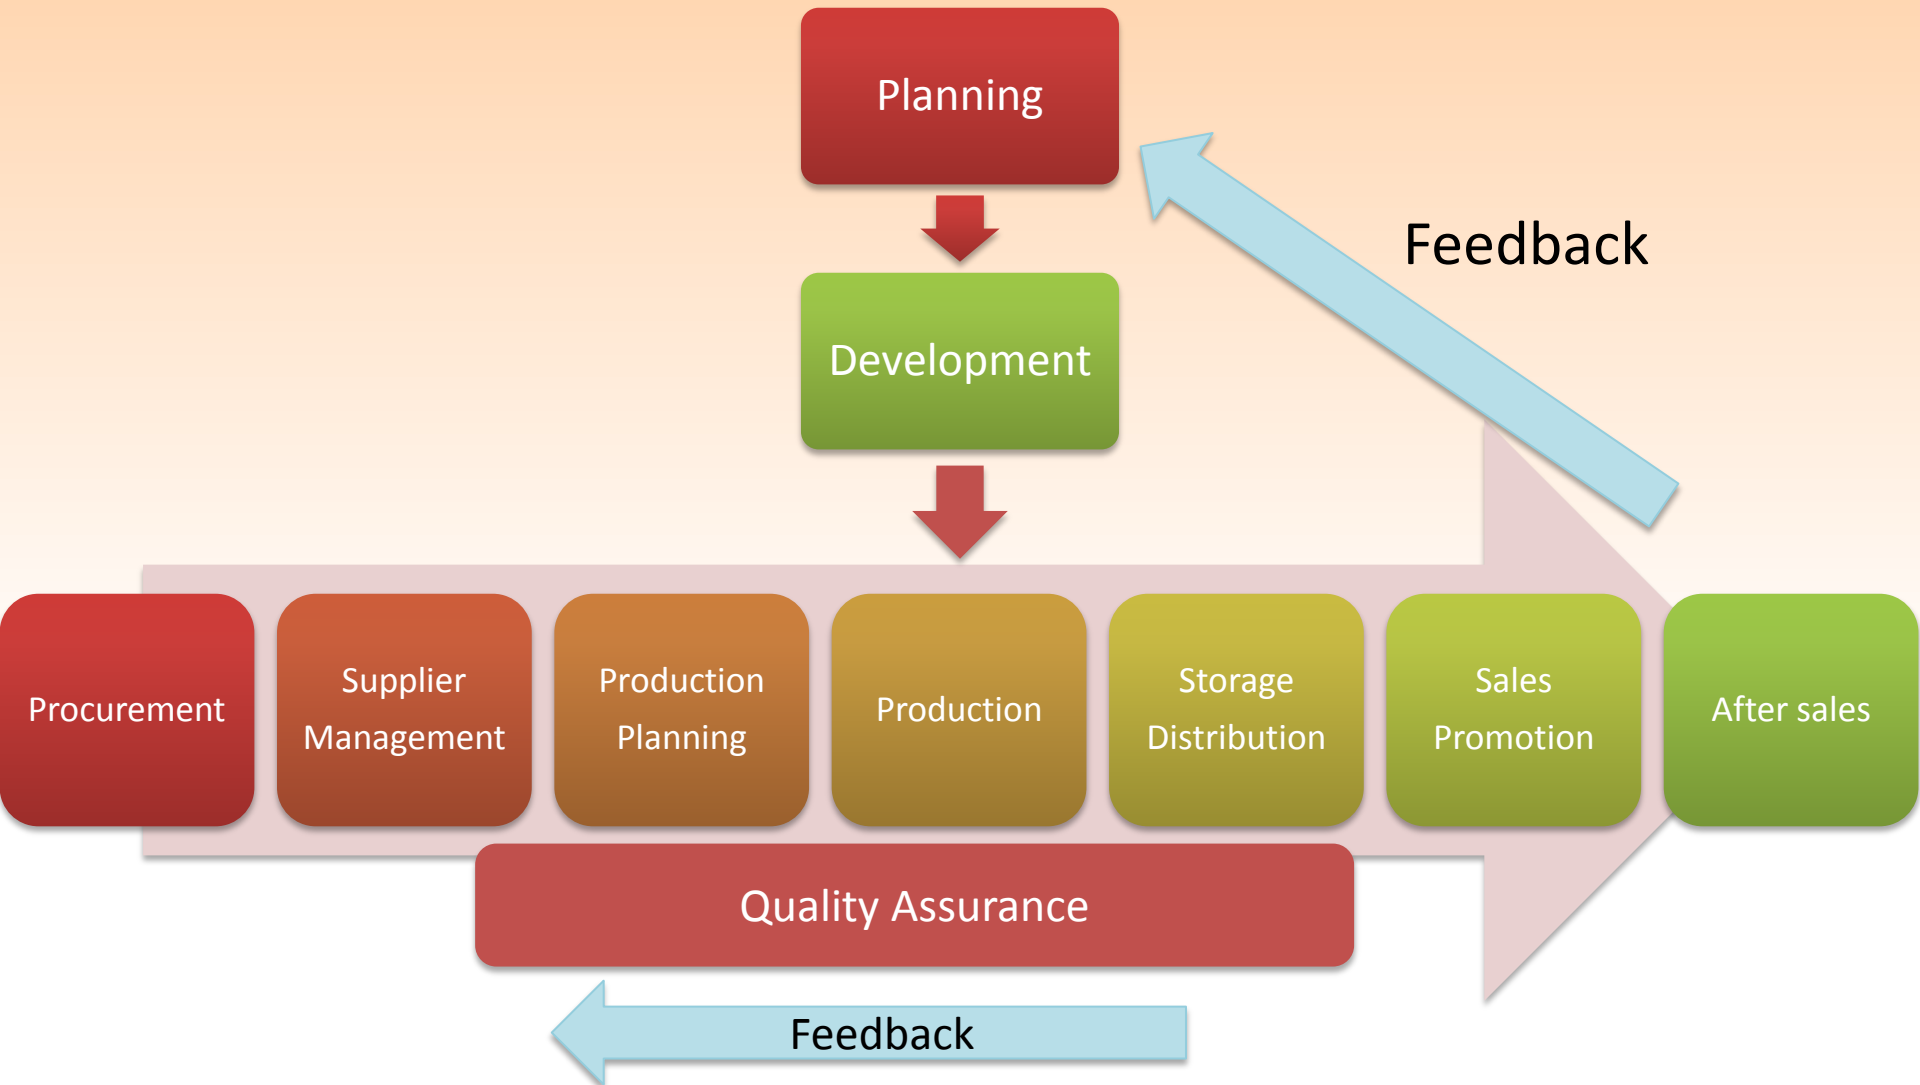 Planning
Feedback
Development
Procurement
Supplier
Management
Production
Planning
Production
Storage
Distribution
Sales
Promotion
After sales
Quality Assurance
Feedback